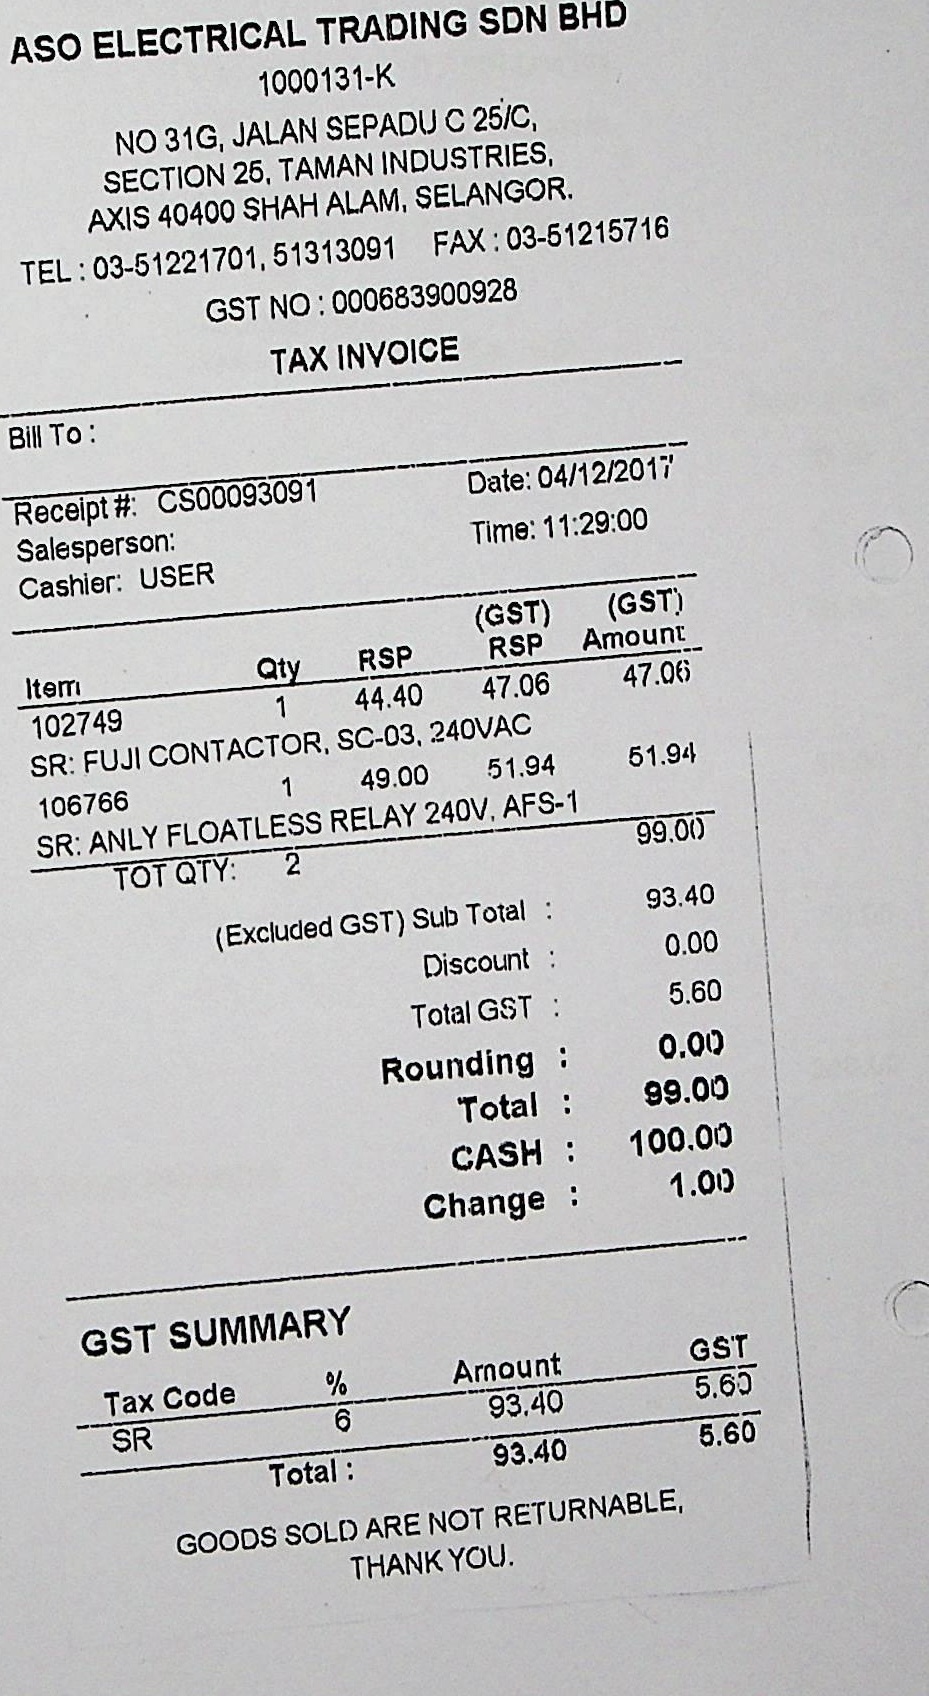 ASO ELECTRICAL TRADING SDN BHD
1000131-K
NO 31G, JALAN SEPADU C 25/C,
SECTION 25, TAMAN INDUSTRIES,
AXIS 40400 SHAH ALAM, SELANGOR.
TEL : 03-51221701, 51313091 FAX : 03-51215716
GST NO : 000683900928
TAX INVOICE
Bill To :
Receipt #: CS00093091 Date: 04/12/2017
Salesperson: Time: 11:29:00
Cashier: USER
(GST) (GST)
Item Qty RSP RSP Amount
102749 1 44.40 47.06 47.06
SR: FUJI CONTACTOR, SC-03, 240VAC
106766 1 49.00 51.94 51.94
SR: ANLY FLOATLESS RELAY 240V, AFS-1
TOT QTY: 2 99.00
(Excluded GST) Sub Total : 93.40
Discount : 0.00
Total GST : 5.60
Rounding : 0.00
Total : 99.00
CASH : 100.00
Change : 1.00
GST SUMMARY
Tax Code % Amount GST
SR 6 93.40 5.60
Total : 93.40 5.60
GOODS SOLD ARE NOT RETURNABLE,
THANK YOU.